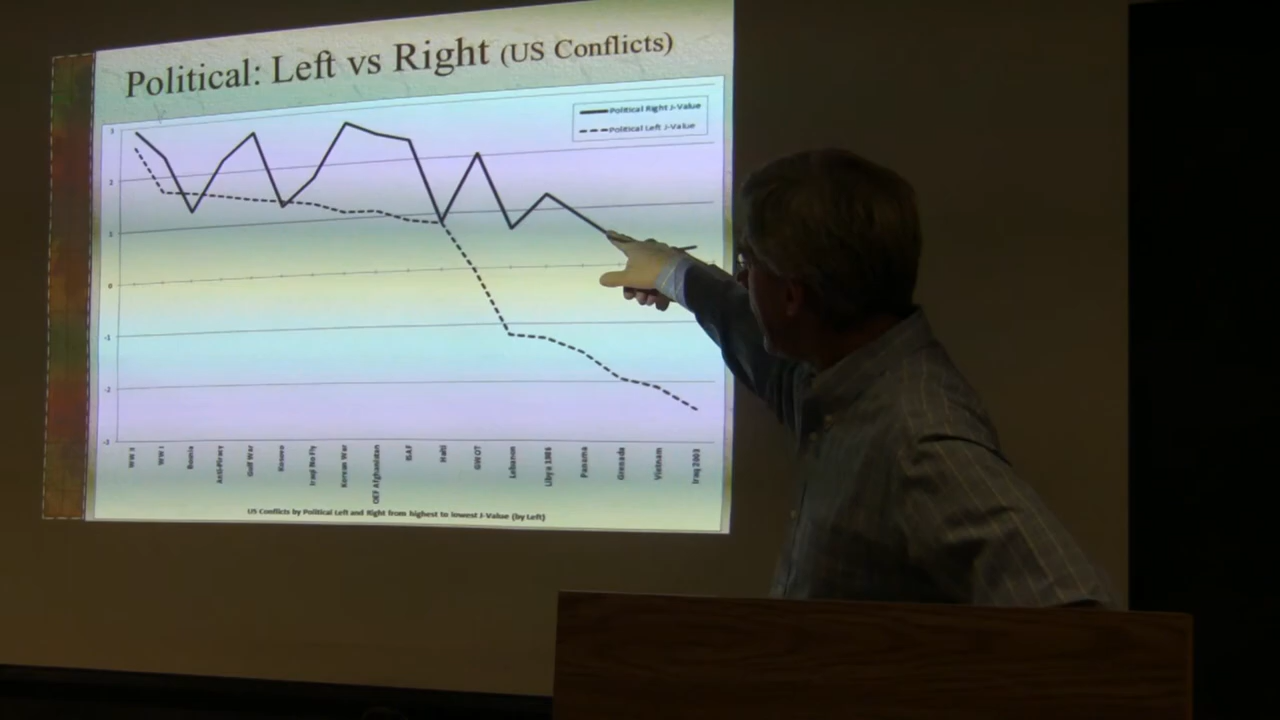 Political: Left vs Right (US Conflicts)
Political Right J-Value
Political Left J-Value
3
2
1
0
-1
-2
-3
WW II
WW I
Bosnia
Anti-Piracy
Gulf War
Kosovo
Iraqi No Fly
Korean War
OEF Afghanistan
ISAF
Haiti
GWOT
Lebanon
Libya 1986
Panama
Grenada
Vietnam
Iraq 2003
US Conflicts by Political Left and Right from highest to lowest J-Value (by Left)